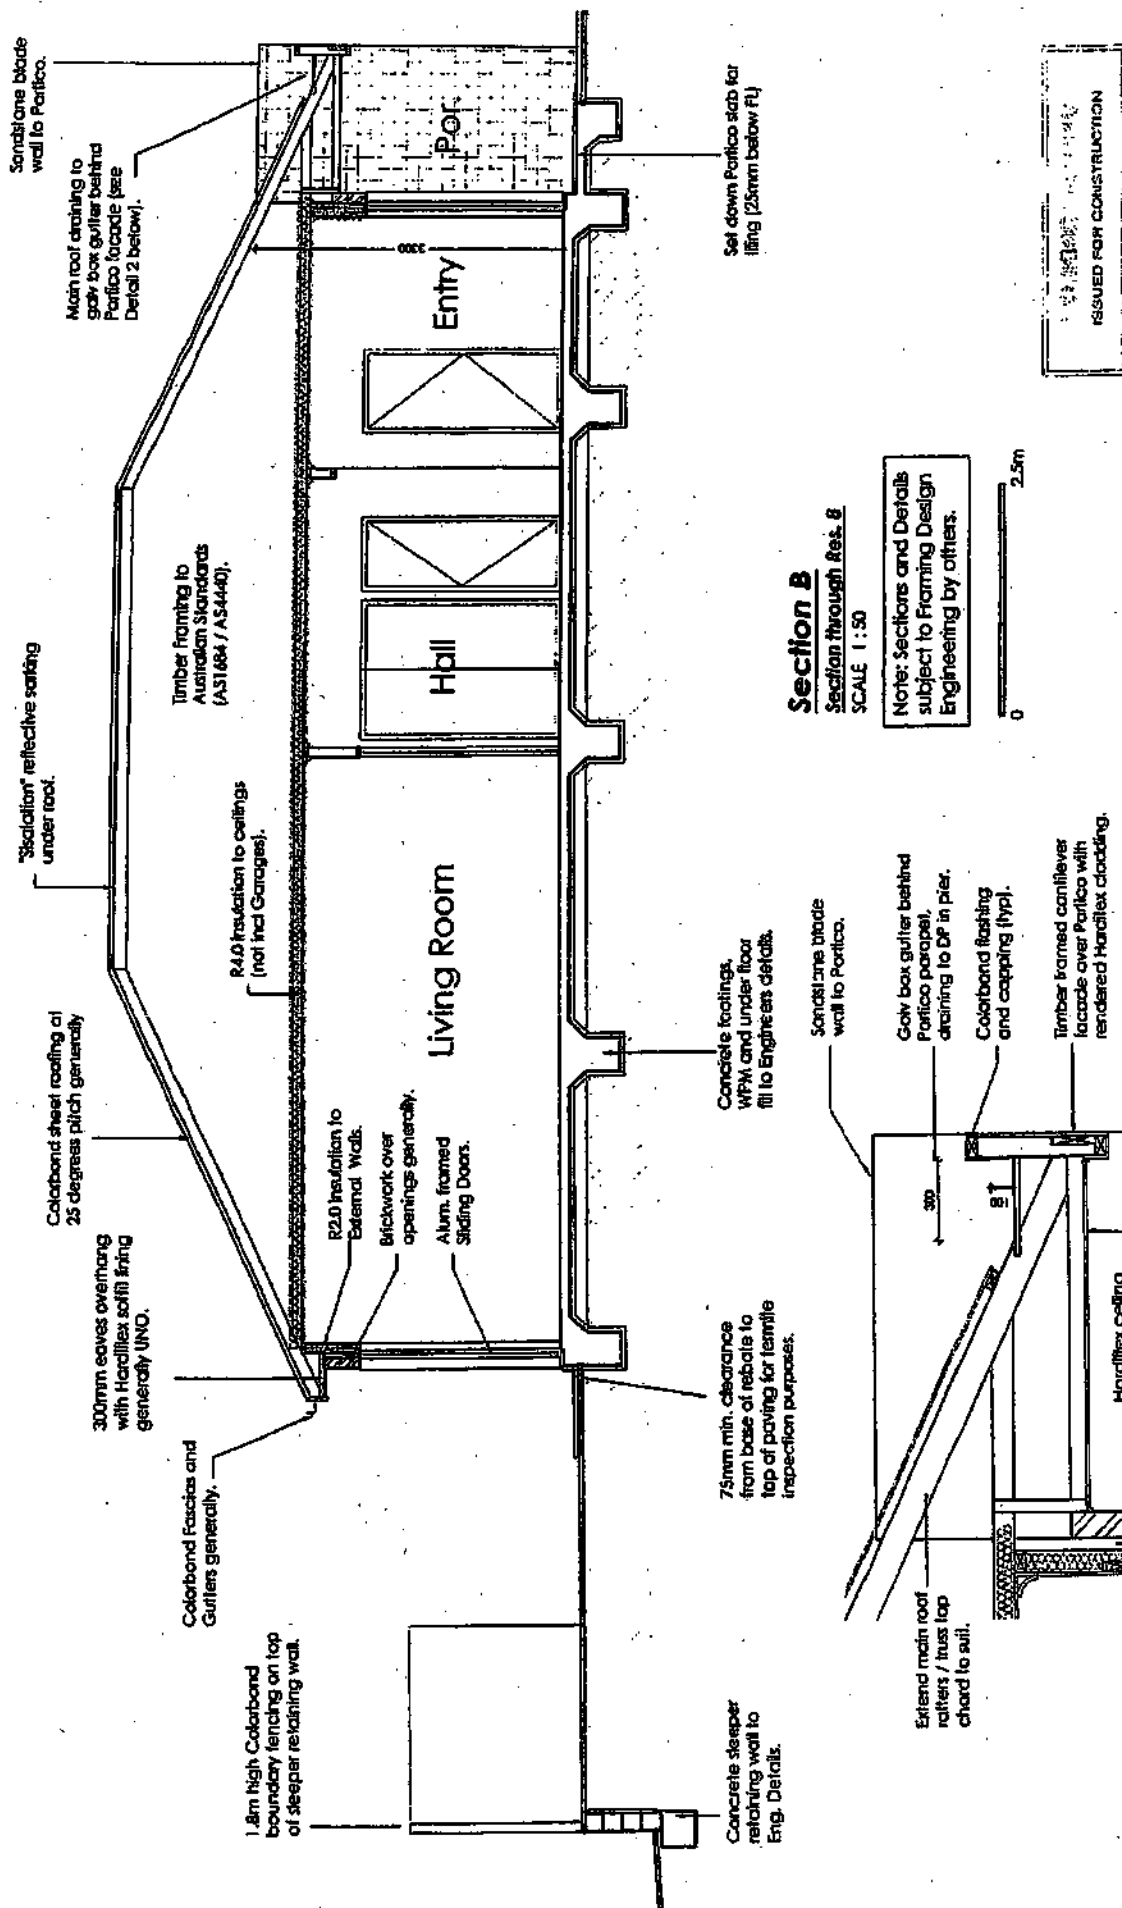 Sandstone blade
wall to Portico.
Main roof draining to
galv box gutter behind
Portico facade (see
Detail 2 below).
"Sisalation" reflective sarking
under roof.
Timber framing to
Australian Standards
(AS1684 / AS4440).
Colorbond sheet roofing at
25 degrees pitch generally
R4.0 insulation to ceilings
(not incl Garages).
300mm eaves overhang
with Hardiflex soffit lining
generally UNO.
Colorbond Fascias and
Gutters generally.
R2.0 insulation to
External Walls.
Brickwork over
openings generally.
Alum. framed
Sliding Doors.
1.8m high Colorbond
boundary fencing on top
of sleeper retaining wall.
Living Room
Hall
Entry
Por
3300
Concrete sleeper
retaining wall to
Eng. Details.
75mm min. clearance
from base of rebate to
top of paving for termite
inspection purposes.
Concrete footings,
WPM and under floor
fill to Engineers details.
Set down Portico slab for
tiling (25mm below FL)
Section B
Section through Res. 8
SCALE 1 : 50
Note: Sections and Details
subject to Framing Design
Engineering by others.
0
2.5m
ISSUED FOR CONSTRUCTION
Sandstone blade
wall to Portico.
Galv box gutter behind
Portico parapet,
draining to DP in pier.
Colorbond flashing
and capping (typ).
Timber framed cantilever
facade over Portico with
rendered Hardiflex cladding.
300
100
Extend main roof
rafters / truss top
chord to suit.
Hardiflex ceiling